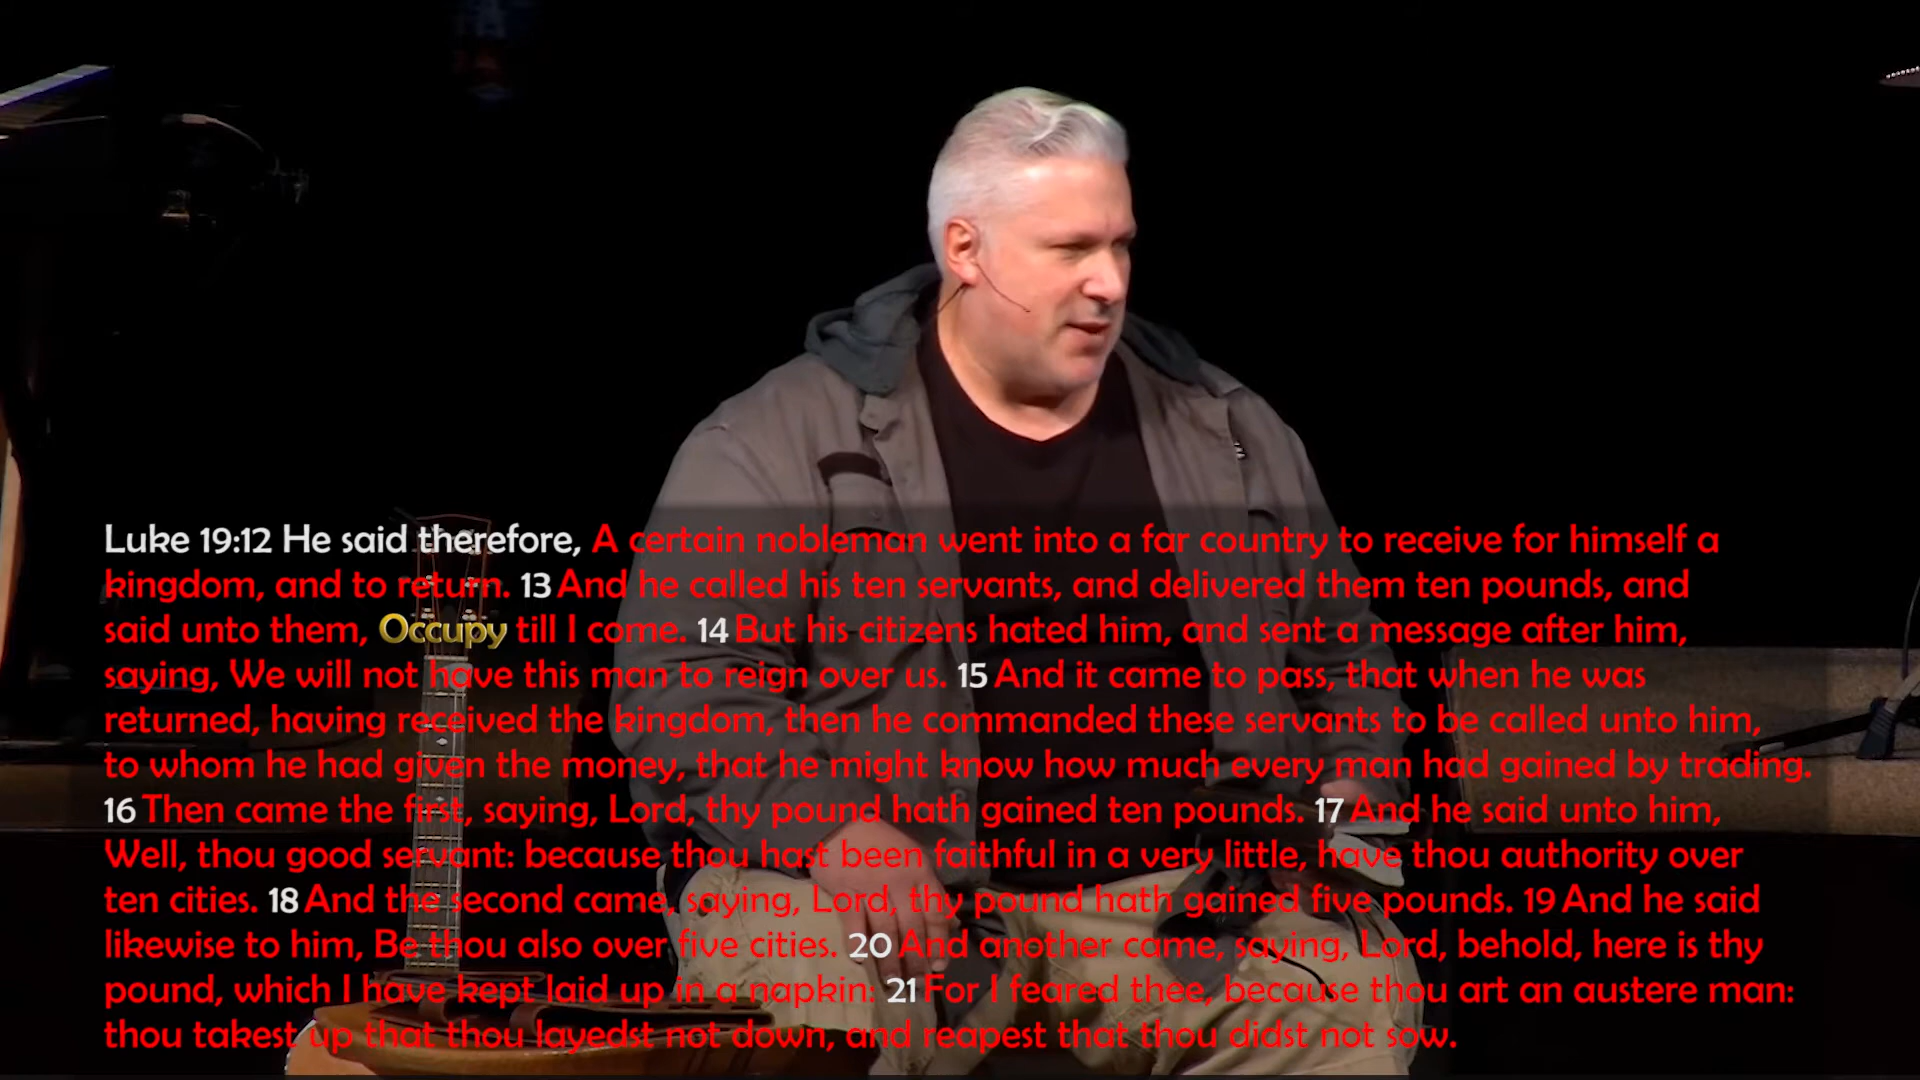 Luke 19:12 He said therefore, A certain nobleman went into a far country to receive for himself a
kingdom, and to return. 13 And he called his ten servants, and delivered them ten pounds, and
said unto them, Occupy till I come. 14 But his citizens hated him, and sent a message after him,
saying, We will not have this man to reign over us. 15 And it came to pass, that when he was
returned, having received the kingdom, then he commanded these servants to be called unto him,
to whom he had given the money, that he might know how much every man had gained by trading.
16 Then came the first, saying, Lord, thy pound hath gained ten pounds. 17 And he said unto him,
Well, thou good servant: because thou hast been faithful in a very little, have thou authority over
ten cities. 18 And the second came, saying, Lord, thy pound hath gained five pounds. 19 And he said
likewise to him, Be thou also over five cities. 20 And another came, saying, Lord, behold, here is thy
pound, which I have kept laid up in a napkin: 21 For I feared thee, because thou art an austere man:
thou takest up that thou layedst not down, and reapest that thou didst not sow.